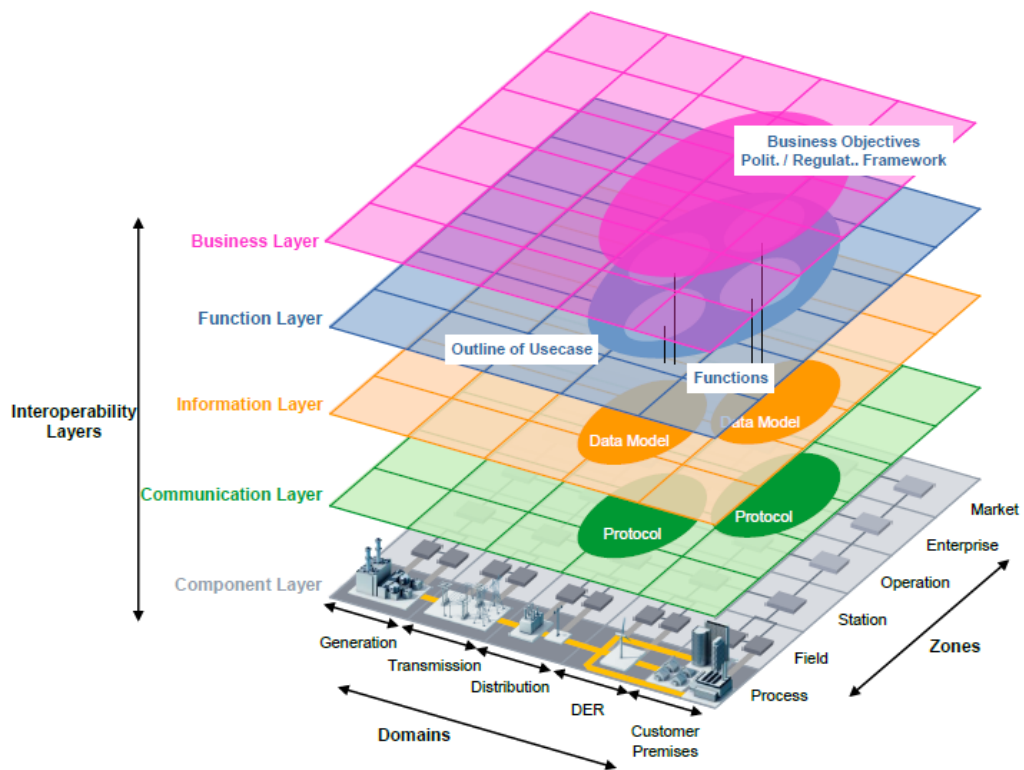 Business Objectives
Polit. / Regulat.. Framework
Business Layer
Function Layer
Outline of Usecase
Functions
Interoperability
Layers
Information Layer
Data Model
Data Model
Communication Layer
Protocol
Protocol
Component Layer
Market
Enterprise
Operation
Station
Field
Process
Zones
Generation
Transmission
Distribution
DER
Customer
Premises
Domains